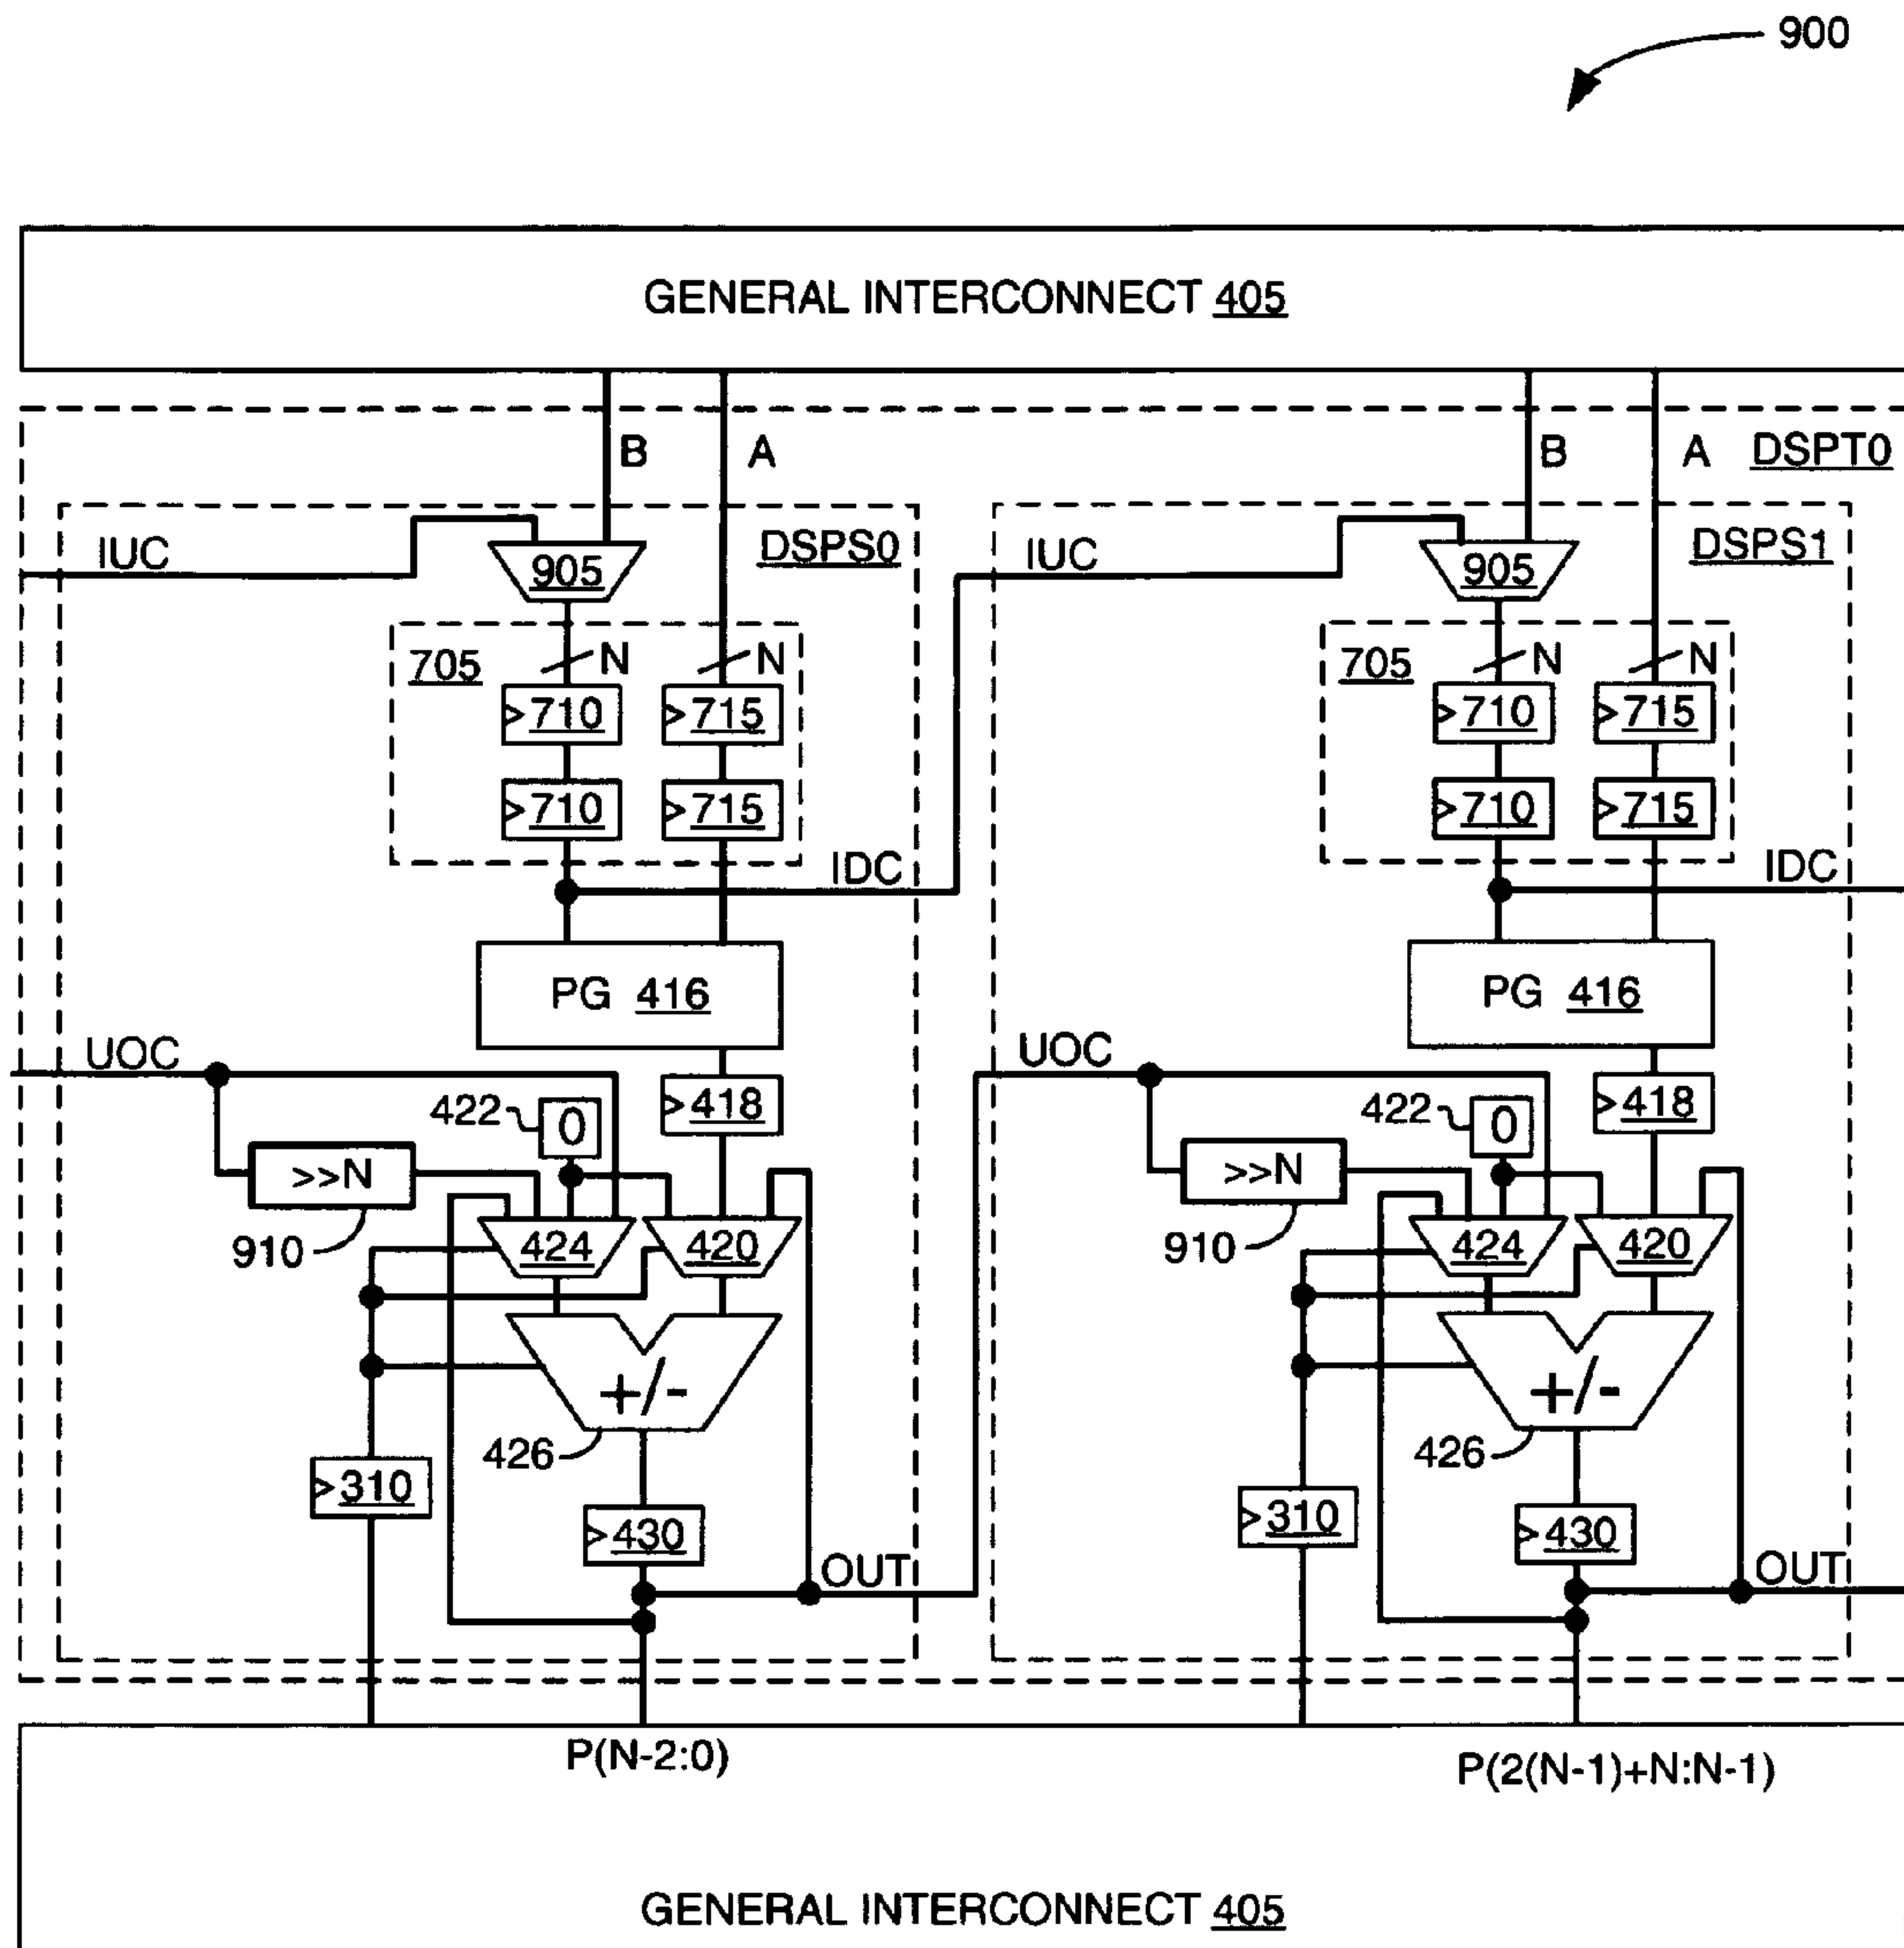 900
GENERAL INTERCONNECT 405
B A B A DSPT0
IUC 905 DSPS0 IUC 905 DSPS1
705 N N 705 N N
>710 >715 >710 >715
>710 >715 >710 >715
IDC IDC
PG 416 PG 416
UOC UOC
422 0 >418 422 0 >418
>>N >>N
910 424 420 910 424 420
+/- +/-
426 426
>310 >310
>430 >430
OUT OUT
P(N-2:0) P(2(N-1)+N:N-1)
GENERAL INTERCONNECT 405